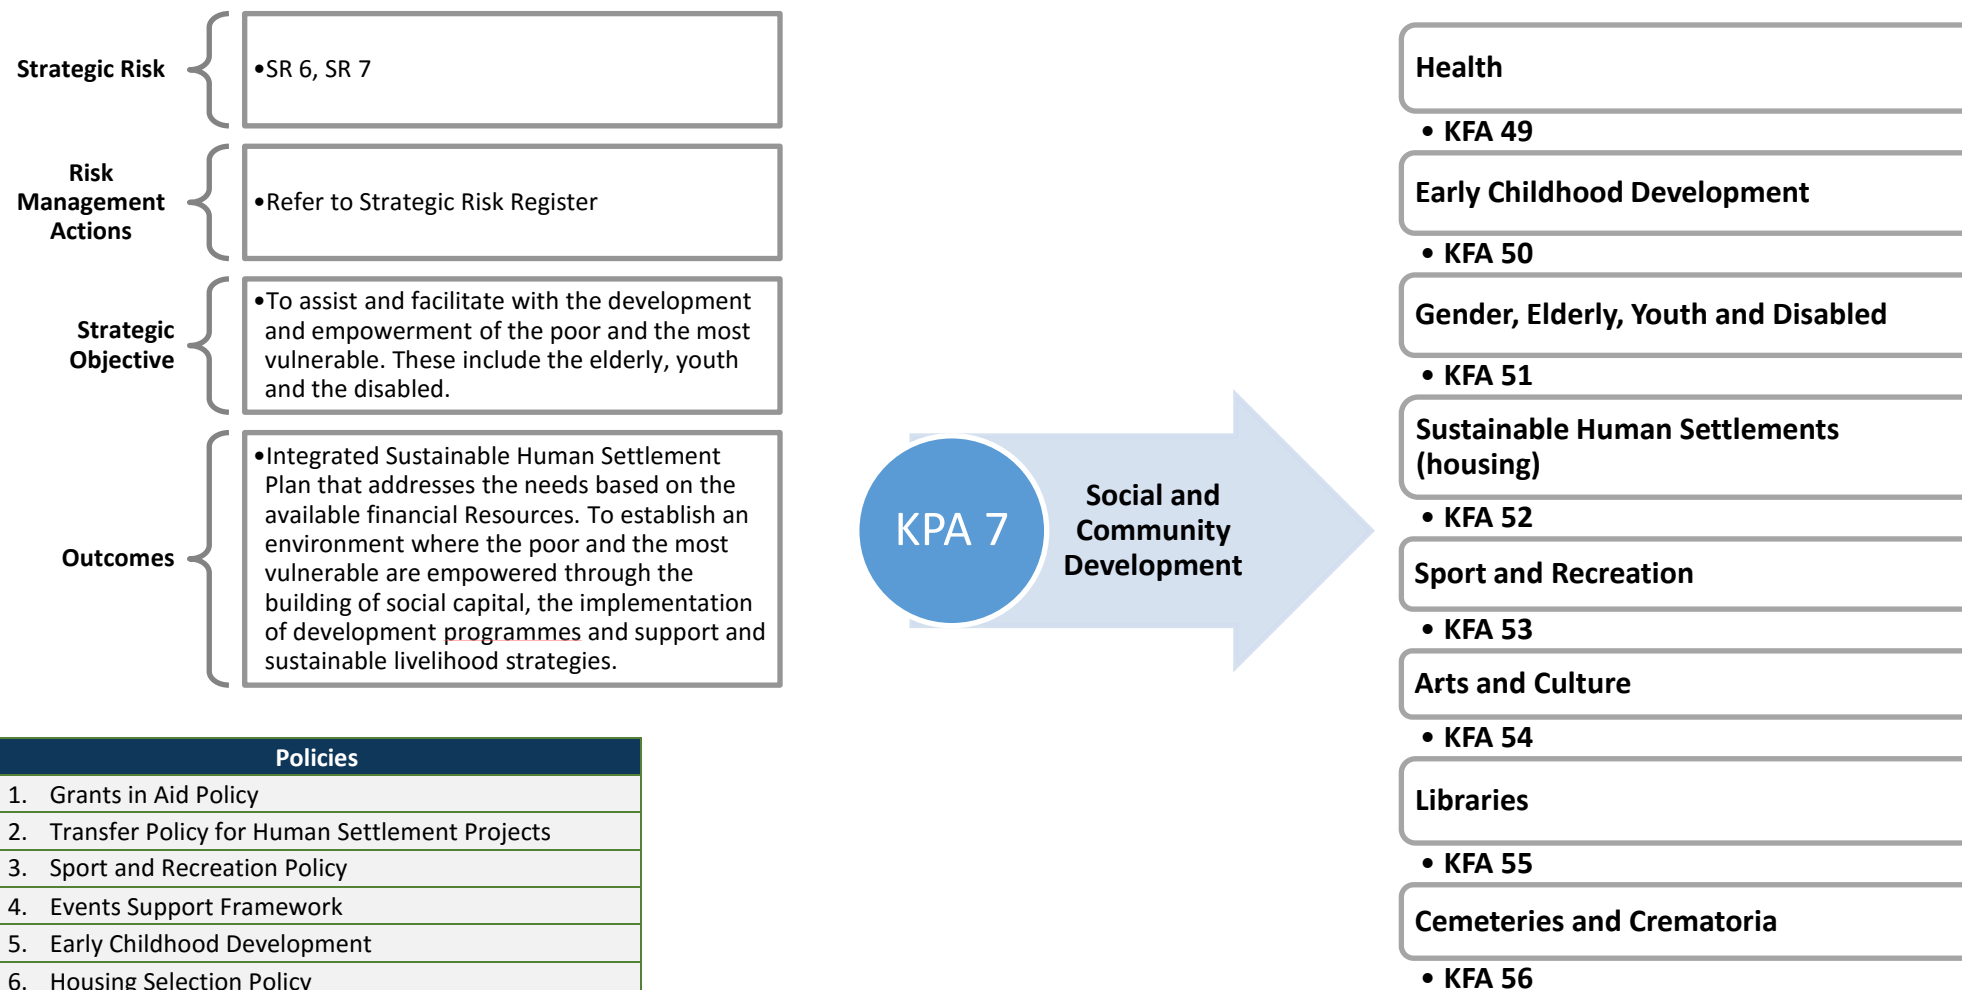 Strategic Risk
•SR 6, SR 7
Risk
Management
Actions
•Refer to Strategic Risk Register
Strategic
Objective
•To assist and facilitate with the development
and empowerment of the poor and the most
vulnerable. These include the elderly, youth
and the disabled.
Outcomes
•Integrated Sustainable Human Settlement
Plan that addresses the needs based on the
available financial Resources. To establish an
environment where the poor and the most
vulnerable are empowered through the
building of social capital, the implementation
of development programmes and support and
sustainable livelihood strategies.
Policies
1. Grants in Aid Policy
2. Transfer Policy for Human Settlement Projects
3. Sport and Recreation Policy
4. Events Support Framework
5. Early Childhood Development
6. Housing Selection Policy
KPA 7
Social and
Community
Development
Health
• KFA 49
Early Childhood Development
• KFA 50
Gender, Elderly, Youth and Disabled
• KFA 51
Sustainable Human Settlements
(housing)
• KFA 52
Sport and Recreation
• KFA 53
Arts and Culture
• KFA 54
Libraries
• KFA 55
Cemeteries and Crematoria
• KFA 56